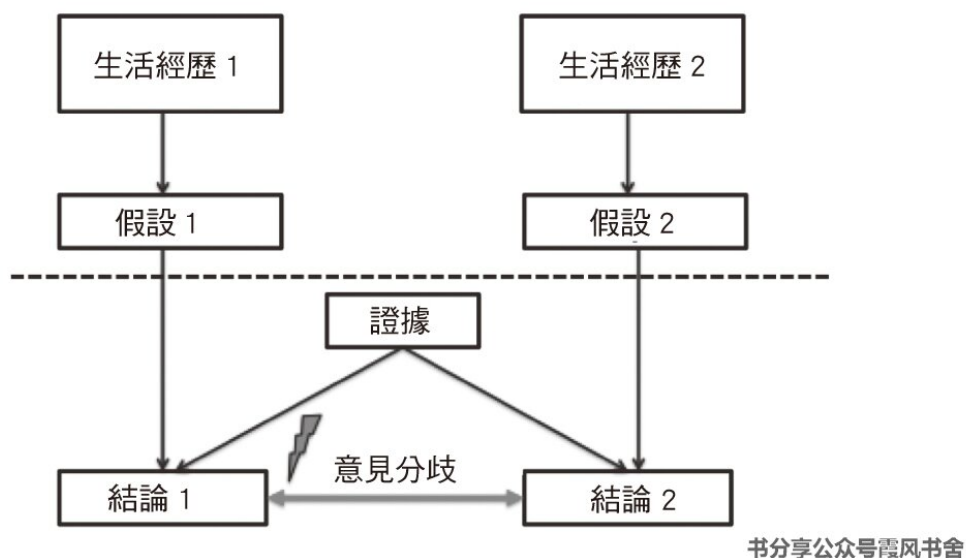 生活經歷 1
生活經歷 2
假設 1
假設 2
證據
意見分歧
結論 1
結論 2
书分享公众号霞风书舍